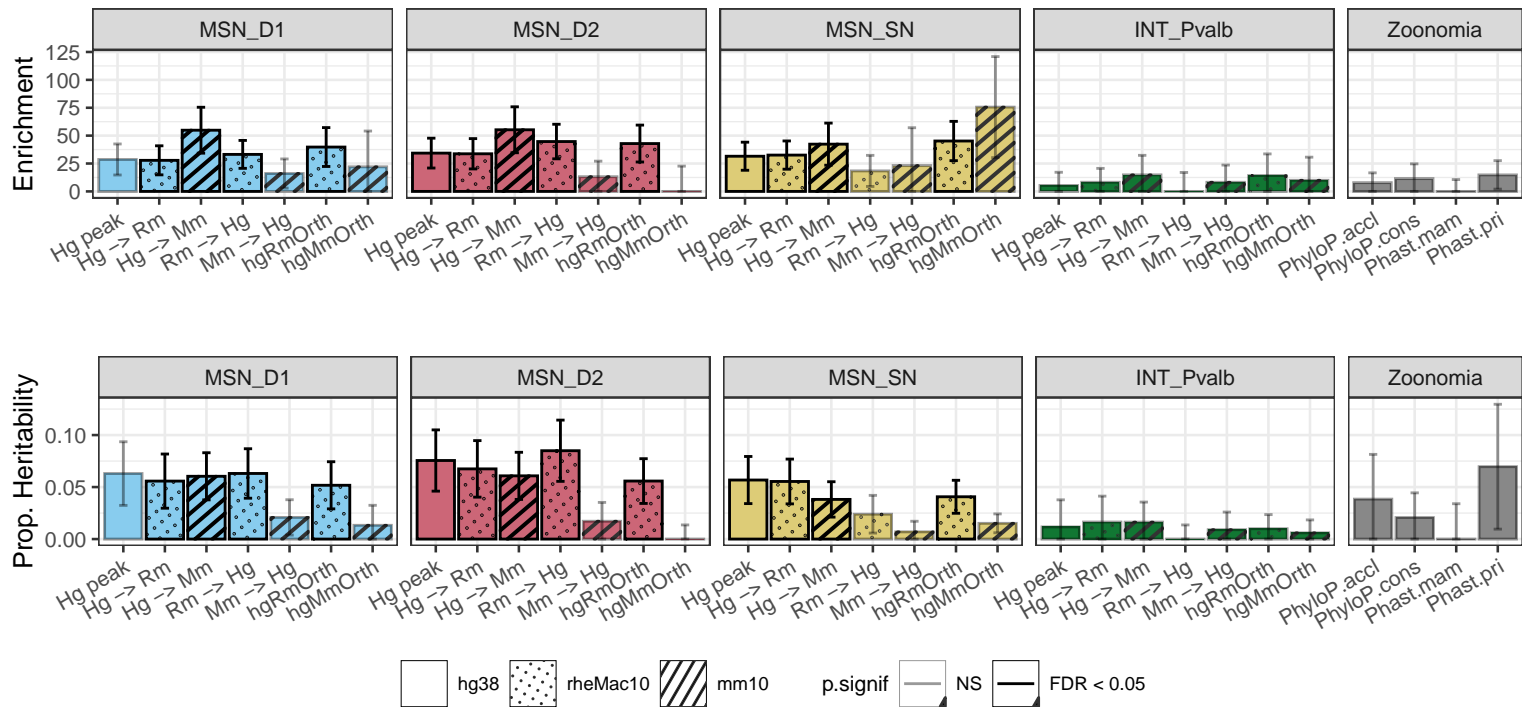 MSN_D1 MSN_D2 MSN_SN INT_Pvalb Zoonomia
Enrichment
125
100
75
50
25
0
Hg peak Hg −> Rm Hg −> Mm Rm −> Hg Mm −> Hg hgRmOrth hgMmOrth
Hg peak Hg −> Rm Hg −> Mm Rm −> Hg Mm −> Hg hgRmOrth hgMmOrth
Hg peak Hg −> Rm Hg −> Mm Rm −> Hg Mm −> Hg hgRmOrth hgMmOrth
Hg peak Hg −> Rm Hg −> Mm Rm −> Hg Mm −> Hg hgRmOrth hgMmOrth
PhyloP.accl PhyloP.cons Phast.mam Phast.pri
MSN_D1 MSN_D2 MSN_SN INT_Pvalb Zoonomia
Prop. Heritability
0.10
0.05
0.00
Hg peak Hg −> Rm Hg −> Mm Rm −> Hg Mm −> Hg hgRmOrth hgMmOrth
Hg peak Hg −> Rm Hg −> Mm Rm −> Hg Mm −> Hg hgRmOrth hgMmOrth
Hg peak Hg −> Rm Hg −> Mm Rm −> Hg Mm −> Hg hgRmOrth hgMmOrth
Hg peak Hg −> Rm Hg −> Mm Rm −> Hg Mm −> Hg hgRmOrth hgMmOrth
PhyloP.accl PhyloP.cons Phast.mam Phast.pri
hg38 rheMac10 mm10 p.signif NS FDR < 0.05